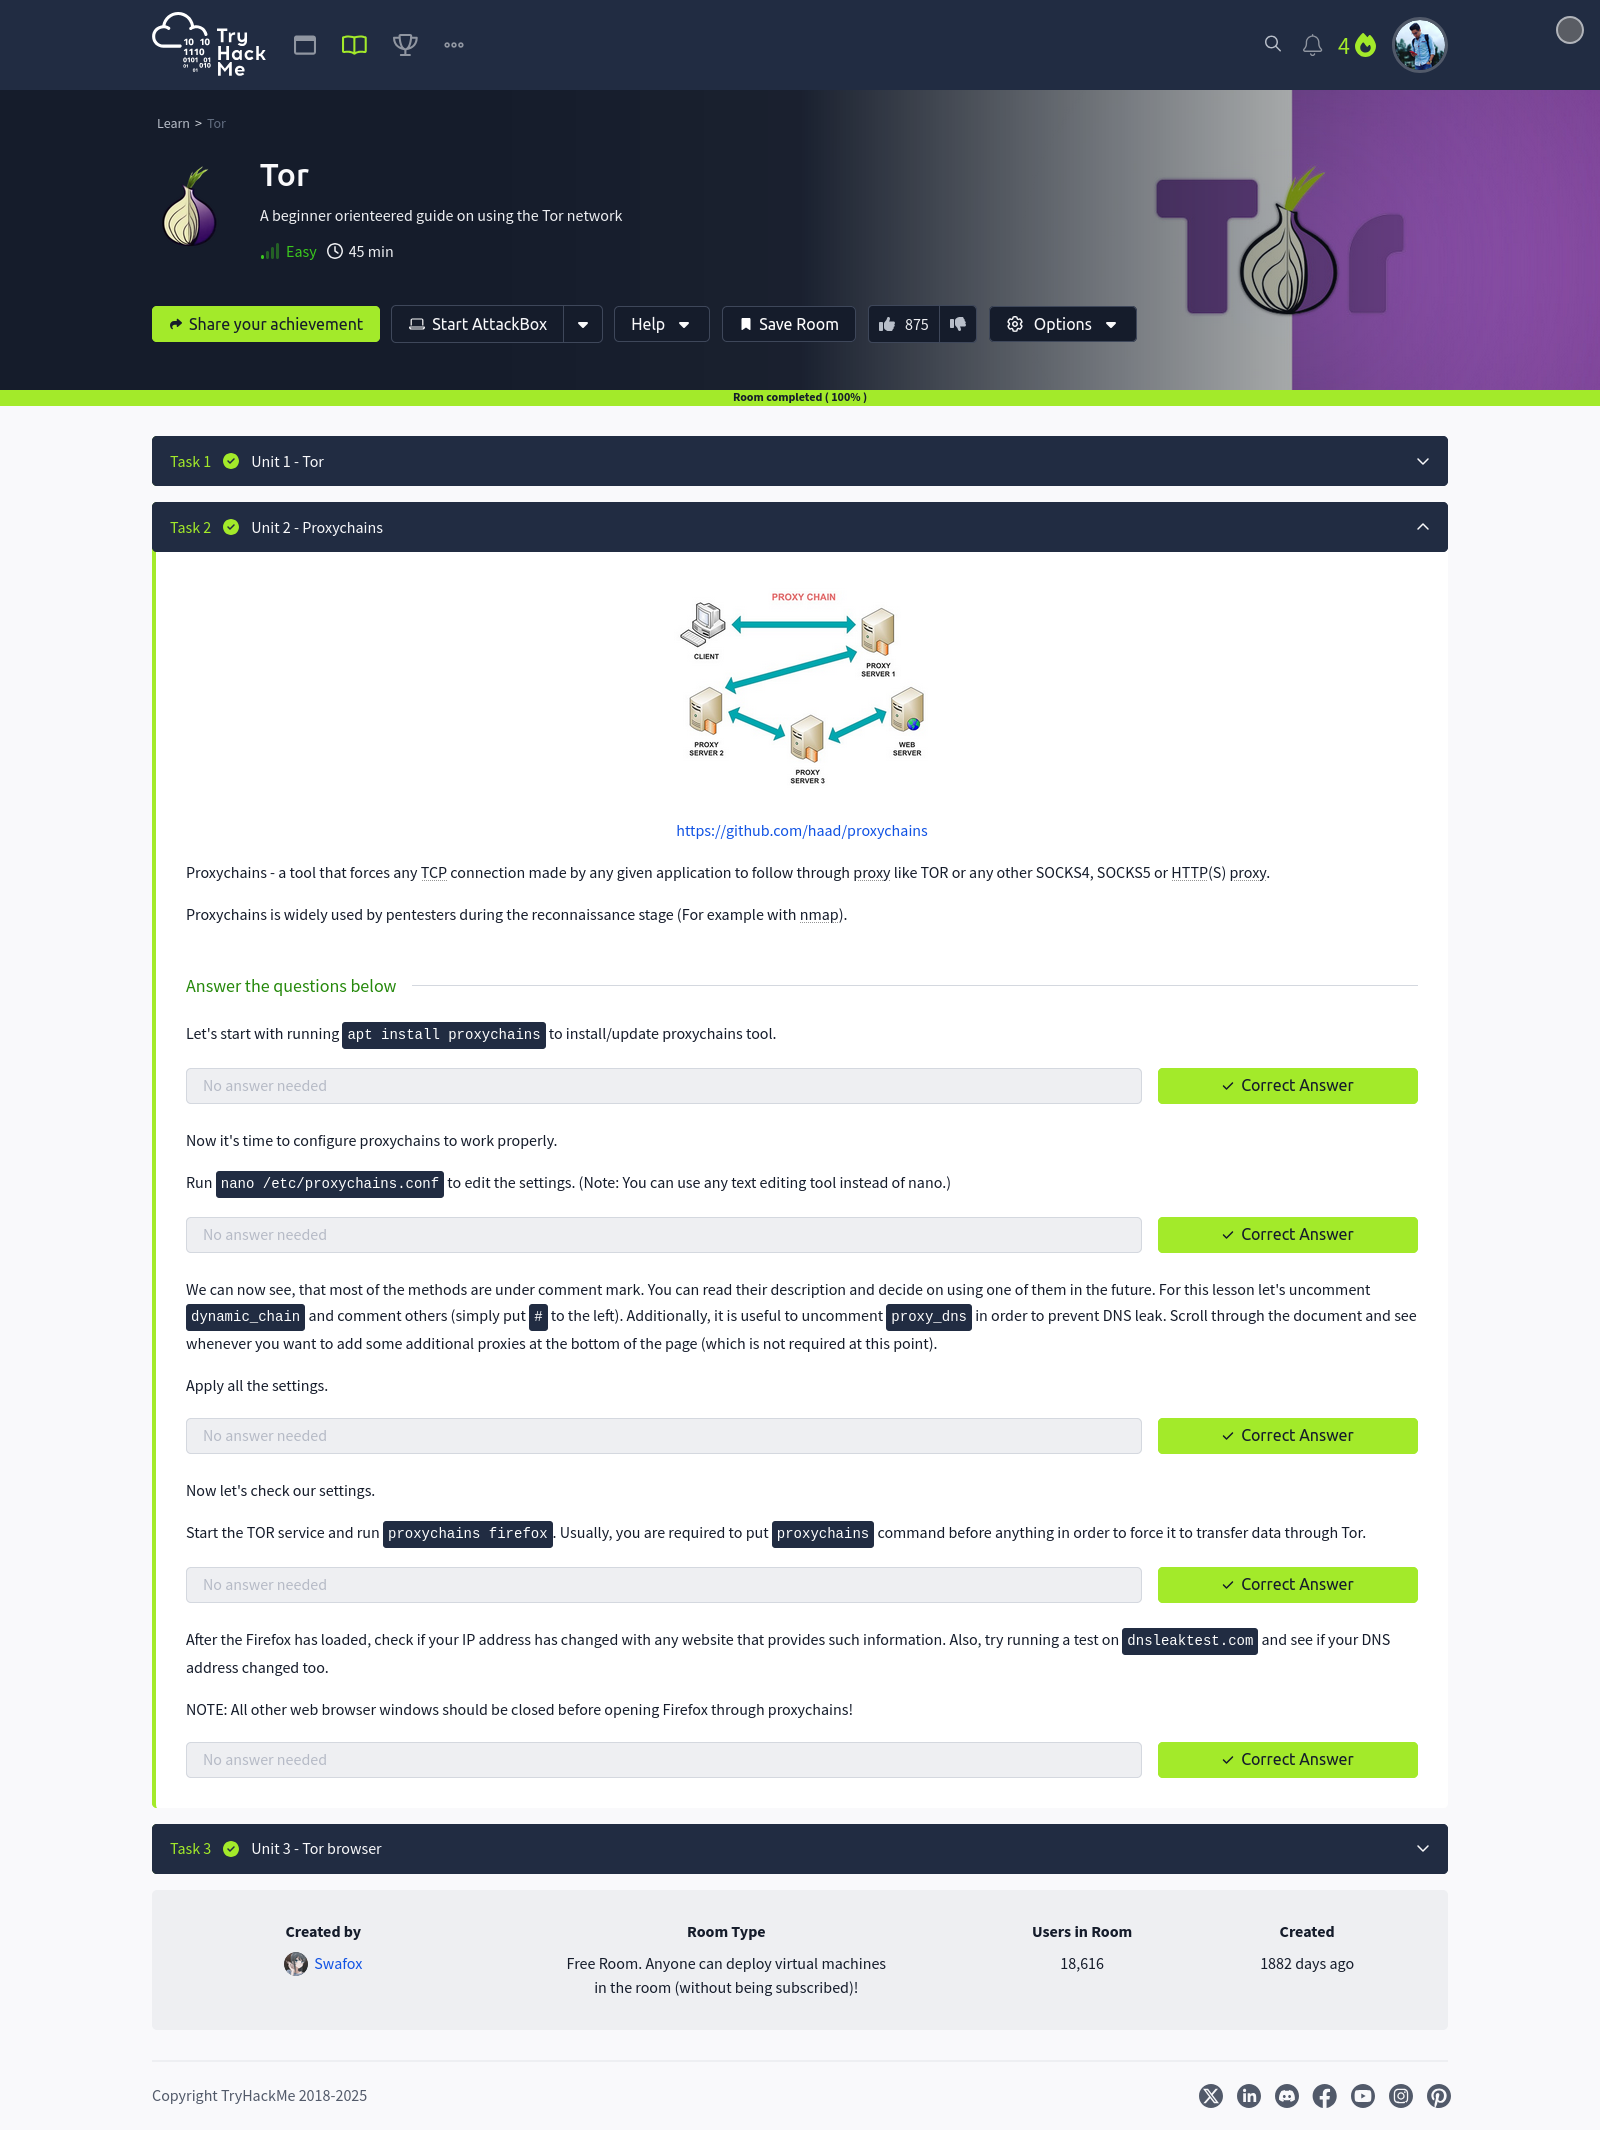 Try
Hack
Me
10 10
1110
0101 01
01 010
01
4
Learn > Tor
Tor
A beginner orienteered guide on using the Tor network
Easy 45 min
Tor
Share your achievement
Start AttackBox
Help
Save Room
875
Options
Room completed ( 100% )
Task 1 Unit 1 - Tor
Task 2 Unit 2 - Proxychains
PROXY CHAIN
CLIENT
PROXY
SERVER 1
PROXY
SERVER 2
WEB
SERVER
PROXY
SERVER 3
https://github.com/haad/proxychains
Proxychains - a tool that forces any TCP connection made by any given application to follow through proxy like TOR or any other SOCKS4, SOCKS5 or HTTP(S) proxy.
Proxychains is widely used by pentesters during the reconnaissance stage (For example with nmap).
Answer the questions below
Let's start with running apt install proxychains to install/update proxychains tool.
No answer needed
Correct Answer
Now it's time to configure proxychains to work properly.
Run nano /etc/proxychains.conf to edit the settings. (Note: You can use any text editing tool instead of nano.)
No answer needed
Correct Answer
We can now see, that most of the methods are under comment mark. You can read their description and decide on using one of them in the future. For this lesson let's uncomment
dynamic_chain and comment others (simply put # to the left). Additionally, it is useful to uncomment proxy_dns in order to prevent DNS leak. Scroll through the document and see
whenever you want to add some additional proxies at the bottom of the page (which is not required at this point).
Apply all the settings.
No answer needed
Correct Answer
Now let's check our settings.
Start the TOR service and run proxychains firefox. Usually, you are required to put proxychains command before anything in order to force it to transfer data through Tor.
No answer needed
Correct Answer
After the Firefox has loaded, check if your IP address has changed with any website that provides such information. Also, try running a test on dnsleaktest.com and see if your DNS
address changed too.
NOTE: All other web browser windows should be closed before opening Firefox through proxychains!
No answer needed
Correct Answer
Task 3 Unit 3 - Tor browser
Created by
Swafox
Room Type
Free Room. Anyone can deploy virtual machines
in the room (without being subscribed)!
Users in Room
18,616
Created
1882 days ago
Copyright TryHackMe 2018-2025